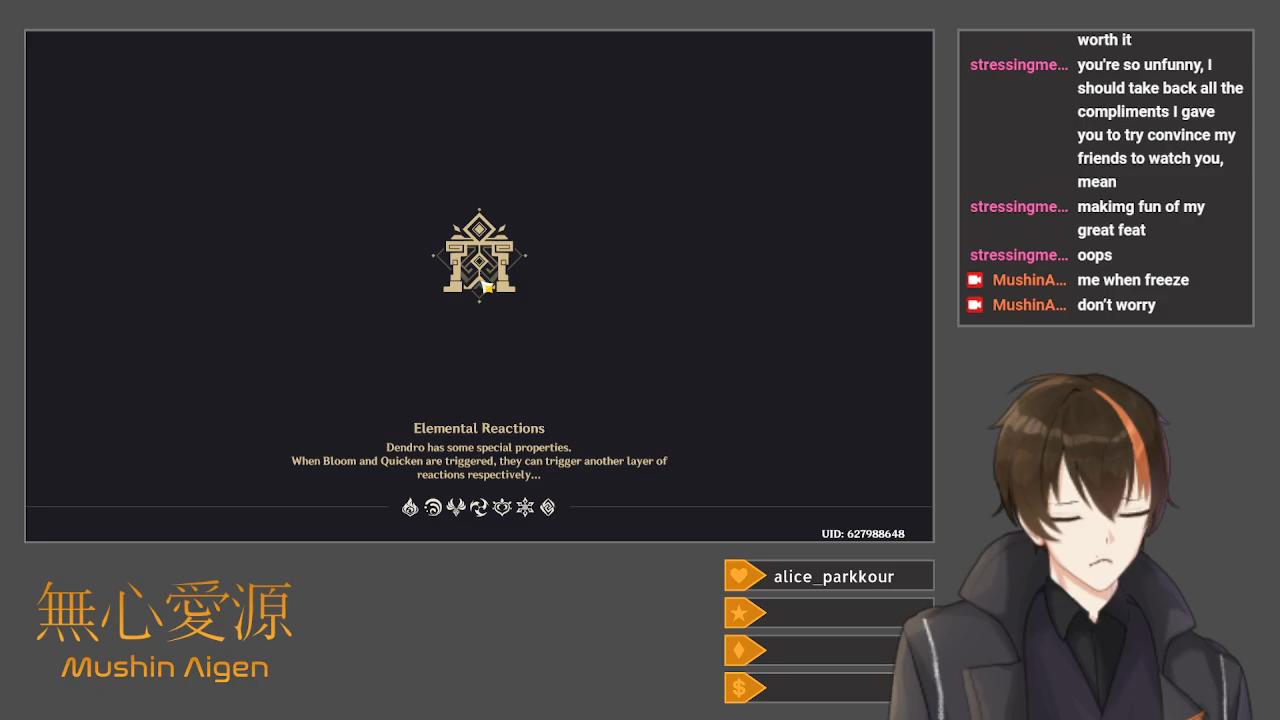 worth it
stressingme... you're so unfunny, I
should take back all the
compliments I gave
you to try convince my
friends to watch you,
mean
stressingme... makimg fun of my
great feat
stressingme... oops
MushinA... me when freeze
MushinA... don't worry
Elemental Reactions
Dendro has some special properties.
When Bloom and Quicken are triggered, they can trigger another layer of
reactions respectively...
UID: 627988648
alice_parkkour
無心愛源
Mushin Aigen